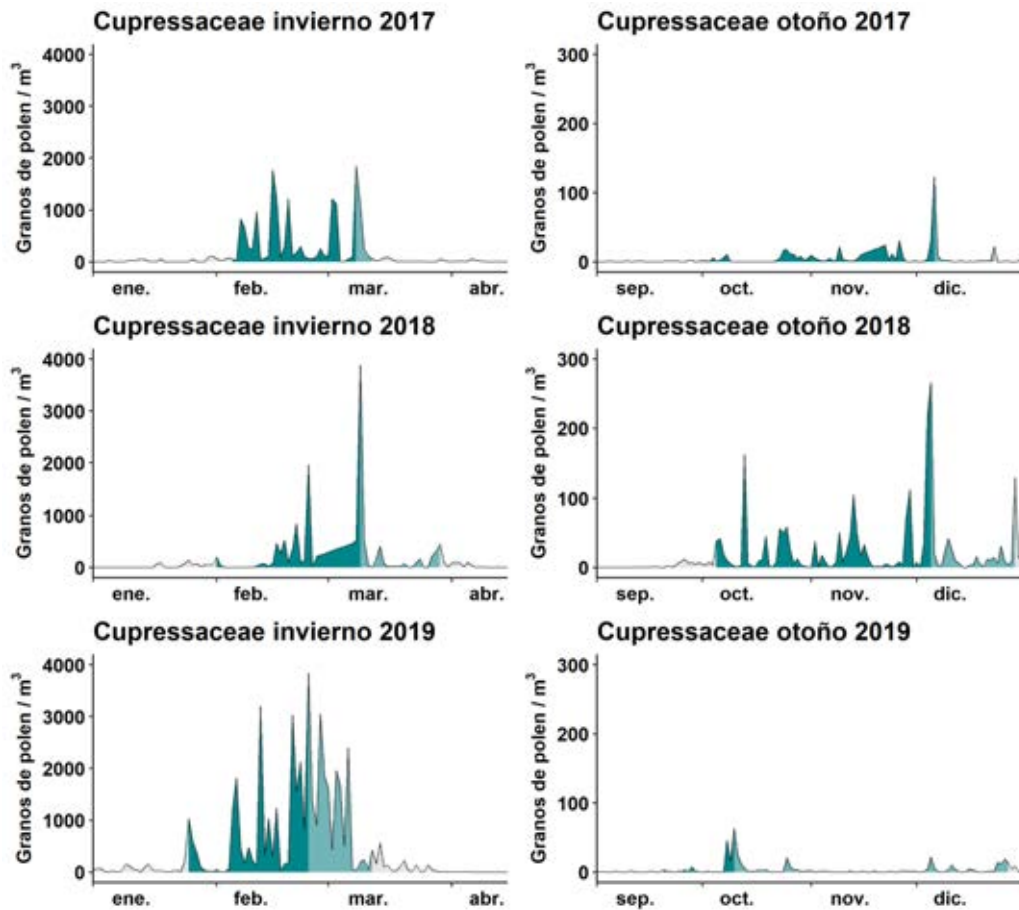 Cupressaceae invierno 2017
Granos de polen / m³
4000
3000
2000
1000
0
ene. feb. mar. abr.
Cupressaceae otoño 2017
Granos de polen / m³
300
200
100
0
sep. oct. nov. dic.
Cupressaceae invierno 2018
Granos de polen / m³
4000
3000
2000
1000
0
ene. feb. mar. abr.
Cupressaceae otoño 2018
Granos de polen / m³
300
200
100
0
sep. oct. nov. dic.
Cupressaceae invierno 2019
Granos de polen / m³
4000
3000
2000
1000
0
ene. feb. mar. abr.
Cupressaceae otoño 2019
Granos de polen / m³
300
200
100
0
sep. oct. nov. dic.